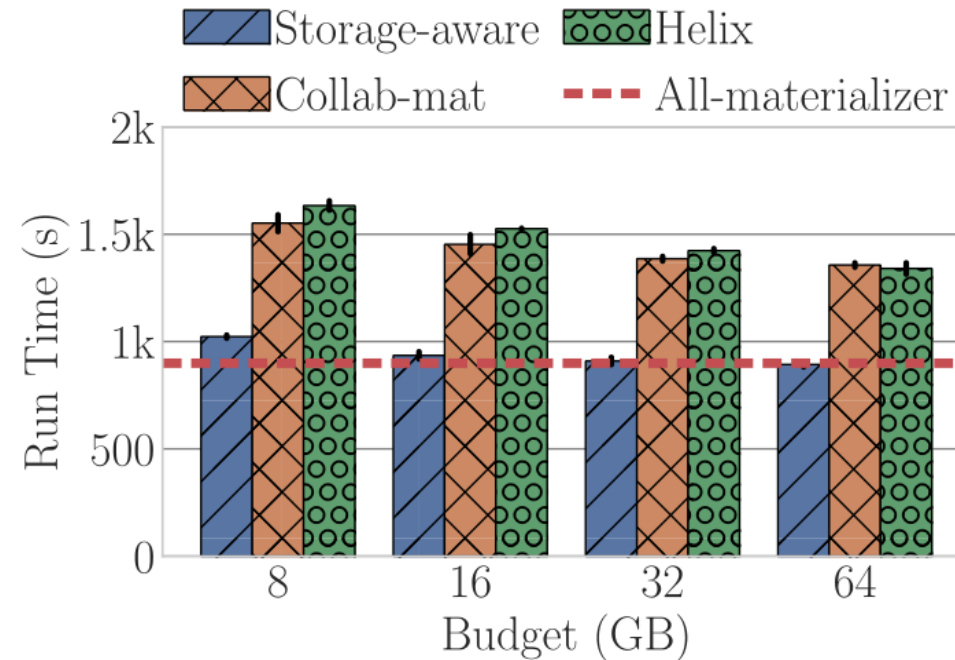 Storage-aware Helix
Collab-mat All-materializer
2k
1.5k
1k
500
0
Run Time (s)
8 16 32 64
Budget (GB)